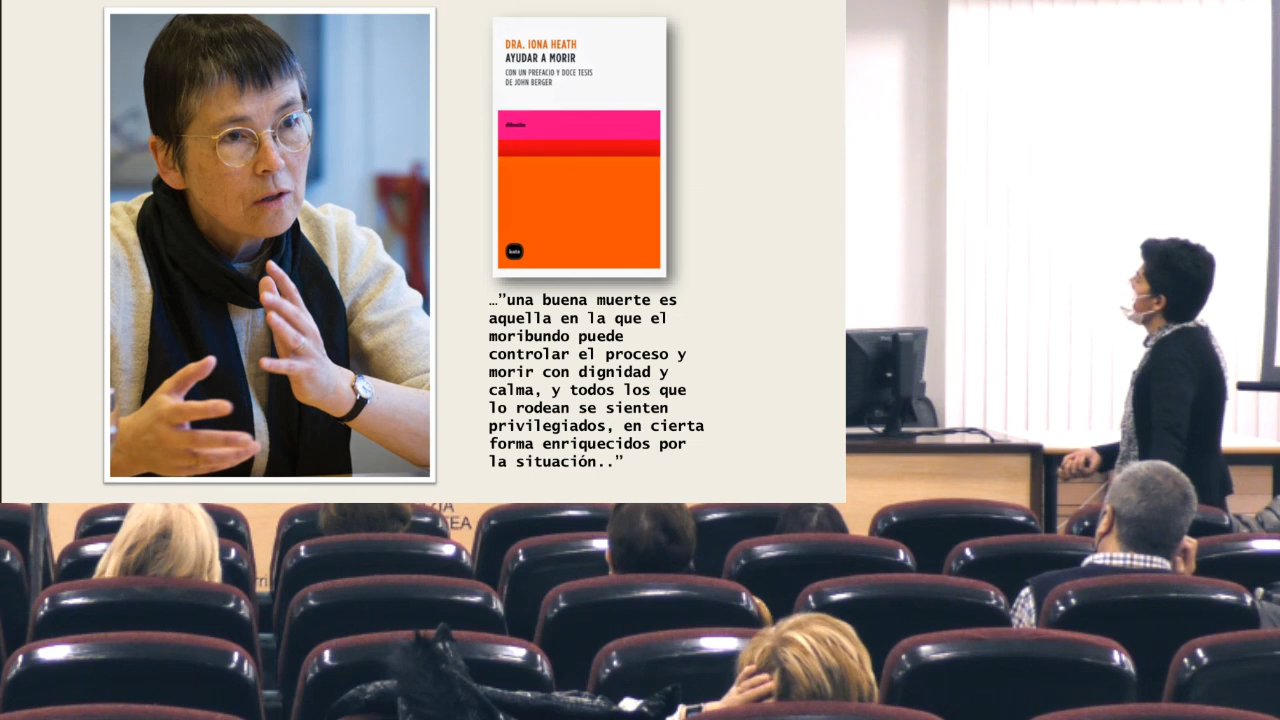 DRA. IONA HEATH
AYUDAR A MORIR
CON UN PREFACIO Y DOCE TESIS
DE JOHN BERGER
katz
…”una buena muerte es
aquella en la que el
moribundo puede
controlar el proceso y
morir con dignidad y
calma, y todos los que
lo rodean se sienten
privilegiados, en cierta
forma enriquecidos por
la situación..”
TEA